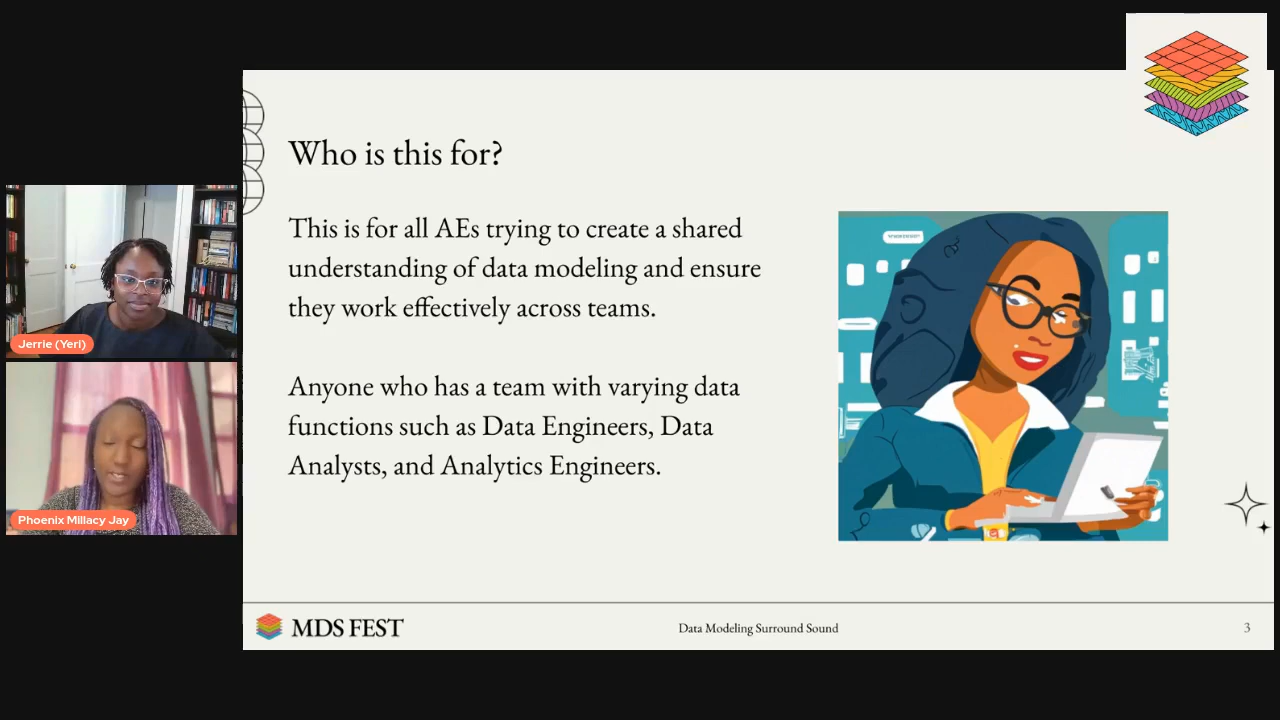 Who is this for?
This is for all AEs trying to create a shared
understanding of data modeling and ensure
they work effectively across teams.
Anyone who has a team with varying data
functions such as Data Engineers, Data
Analysts, and Analytics Engineers.
Jerrie (Yeri)
Phoenix Millacy Jay
MDS FEST
Data Modeling Surround Sound
3